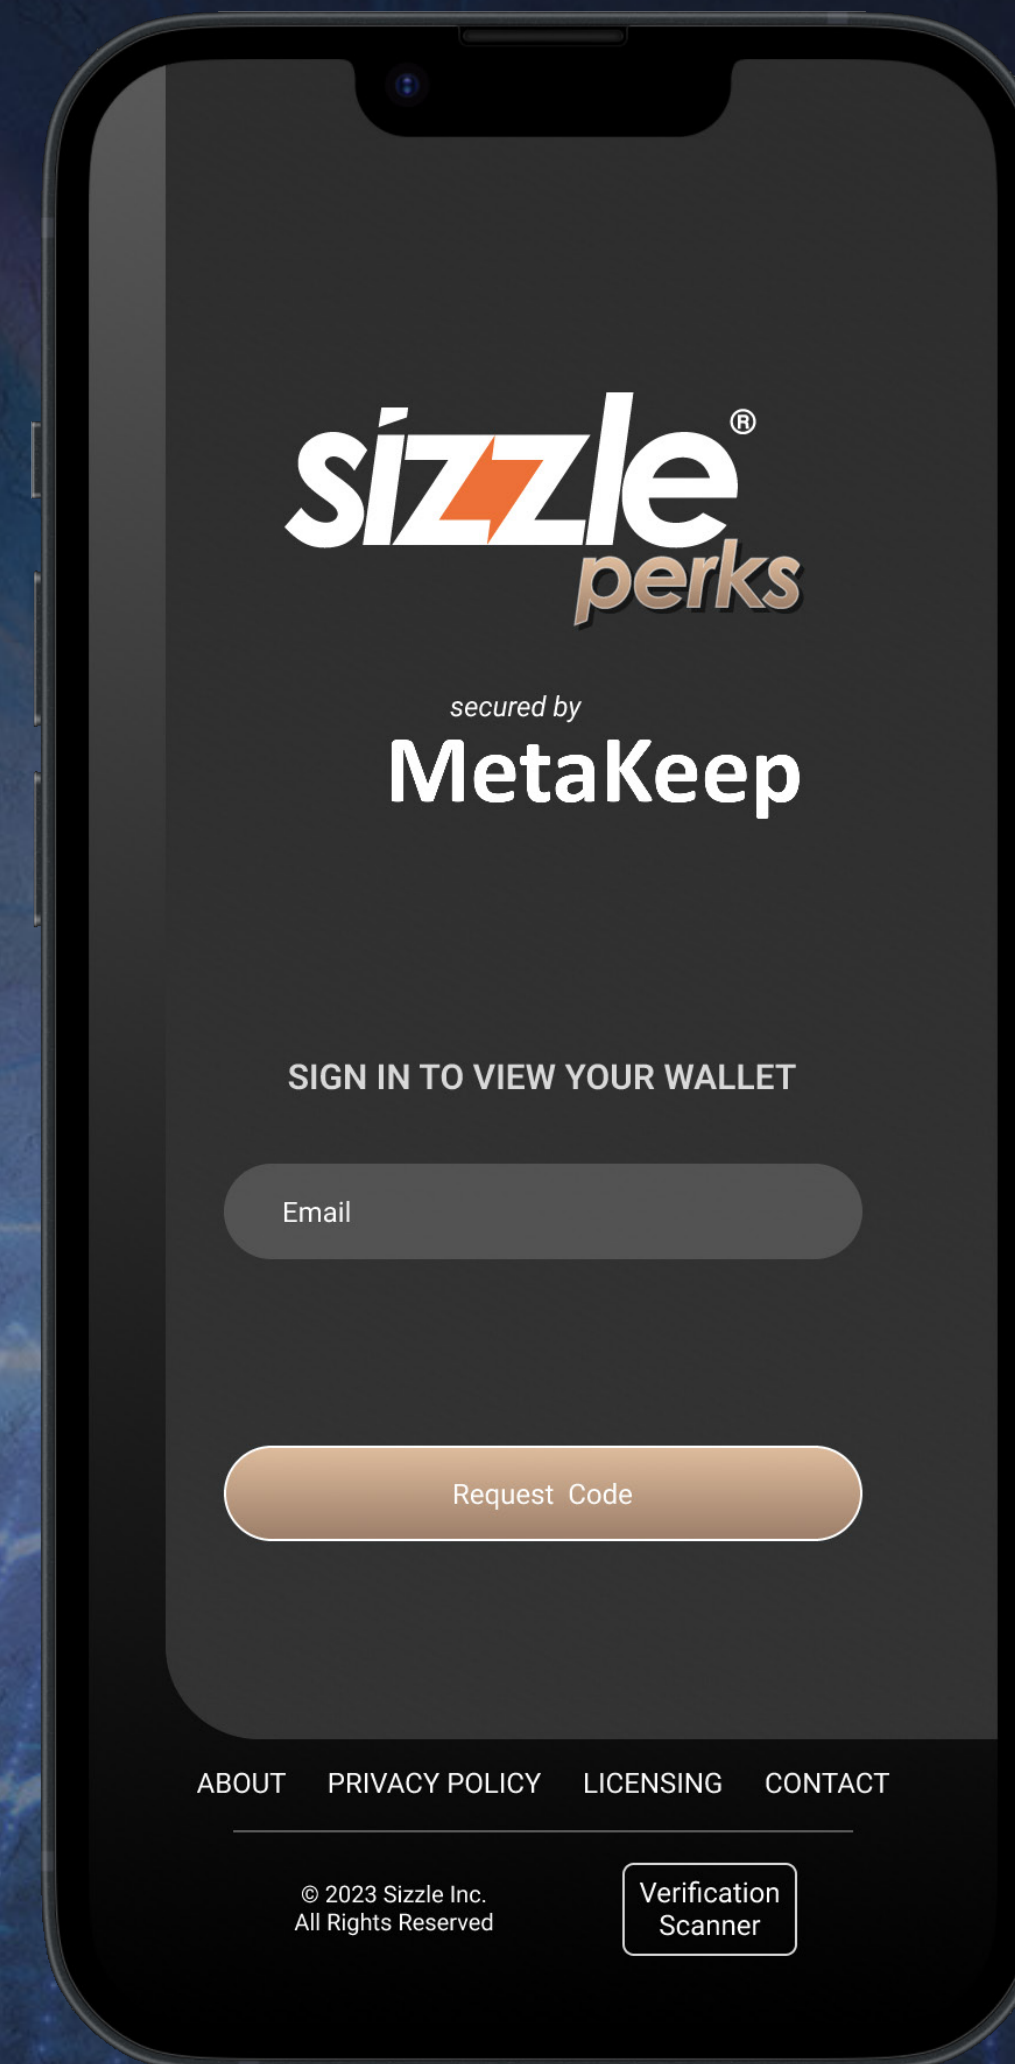 sizzle®
perks
secured by
MetaKeep
SIGN IN TO VIEW YOUR WALLET
Email
Request Code
ABOUT PRIVACY POLICY LICENSING CONTACT
© 2023 Sizzle Inc.
All Rights Reserved
Verification
Scanner